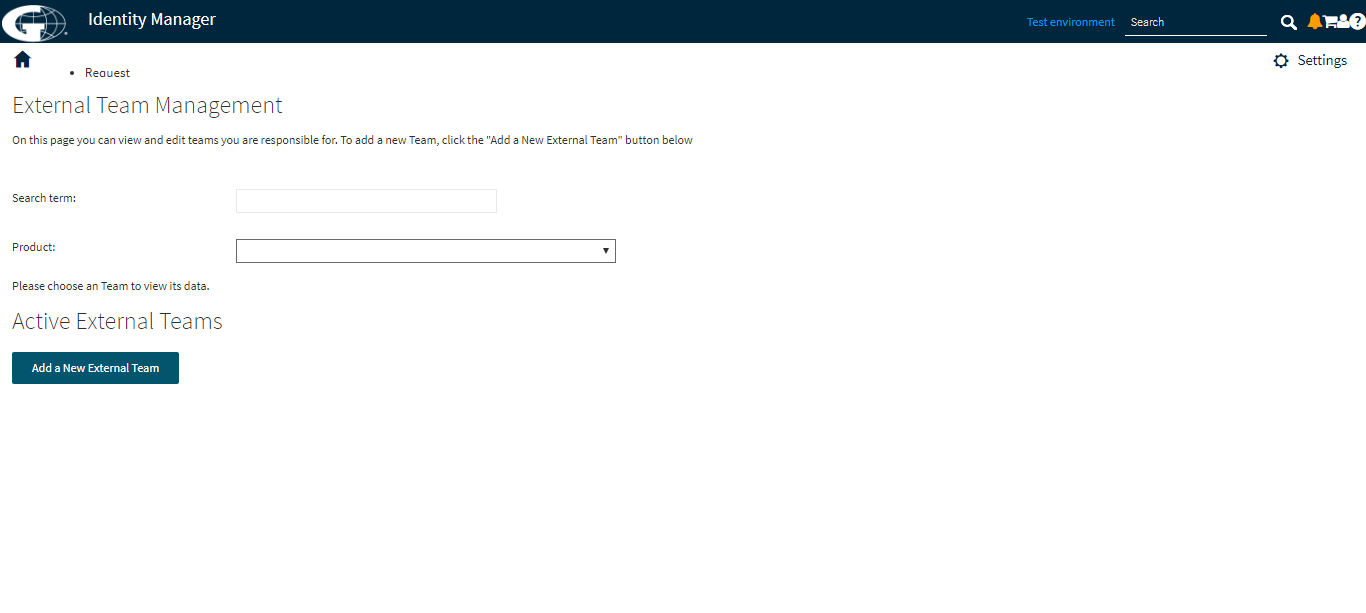 Identity Manager
Test environment
Search
Settings
Request
External Team Management
On this page you can view and edit teams you are responsible for. To add a new Team, click the "Add a New External Team" button below
Search term:
Product:
Please choose an Team to view its data.
Active External Teams
Add a New External Team